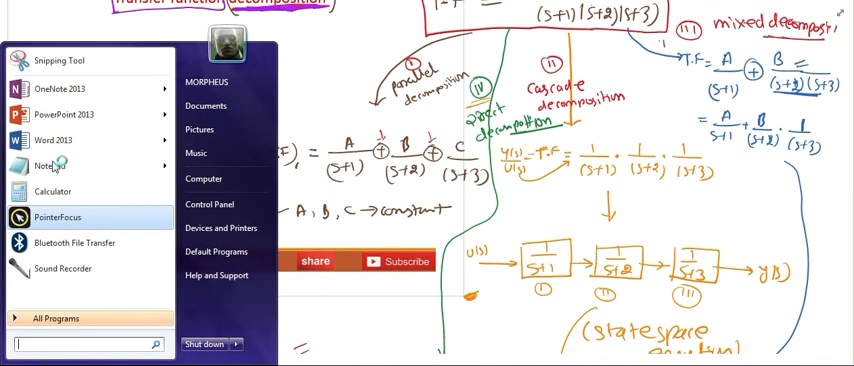 Transfer function (decomposition)
(s+1)(s+2)(s+3)
III mixed decomposit
T.F = A/(s+1) + B/(s+2)(s+3)
= A/s+1 + B/(s+2) · 1/(s+3)
I parallel
decomposition
II
Cascade
decomposition
IV
Direct
decomposition
= A/(s+1) + B/(s+2) + C/(s+3)
A, B, C → constant
Y(s)/U(s) = T.F = 1/(s+1) · 1/(s+2) · 1/(s+3)
U(s) → 1/s+1 → 1/s+2 → 1/s+3 → y(s)
I II III
(state space
share
Subscribe
Snipping Tool
OneNote 2013
PowerPoint 2013
Word 2013
Calculator
PointerFocus
Bluetooth File Transfer
Sound Recorder
All Programs
MORPHEUS
Documents
Pictures
Music
Computer
Control Panel
Devices and Printers
Default Programs
Help and Support
Shut down